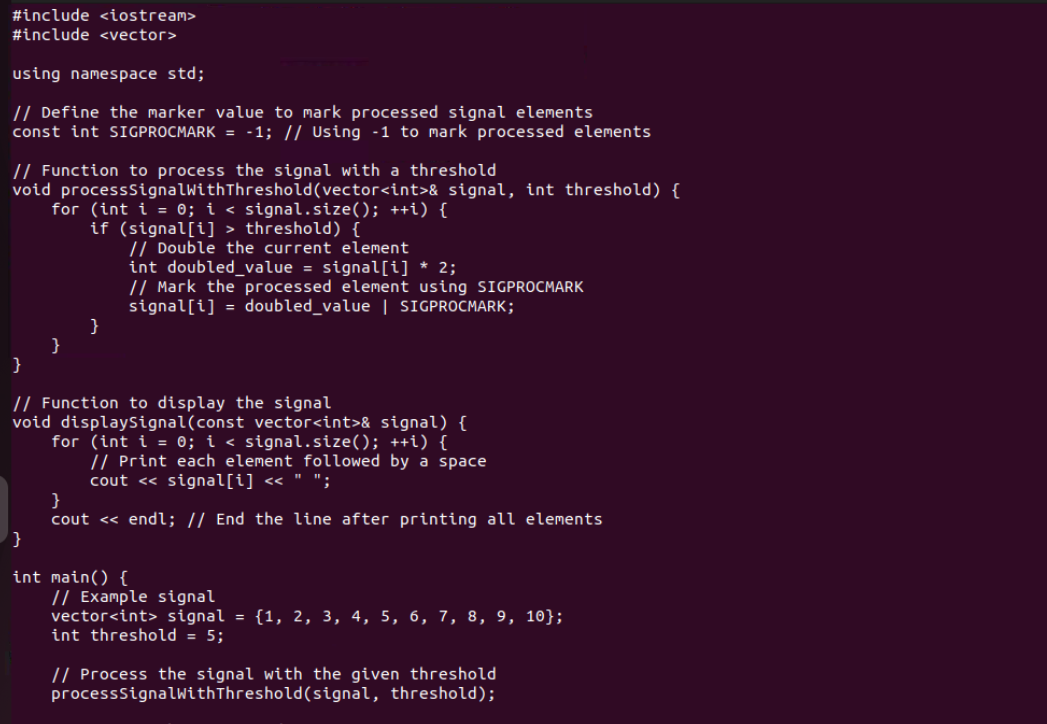 #include <iostream>
#include <vector>

using namespace std;

// Define the marker value to mark processed signal elements
const int SIGPROCMARK = -1; // Using -1 to mark processed elements

// Function to process the signal with a threshold
void processSignalWithThreshold(vector<int>& signal, int threshold) {
    for (int i = 0; i < signal.size(); ++i) {
        if (signal[i] > threshold) {
            // Double the current element
            int doubled_value = signal[i] * 2;
            // Mark the processed element using SIGPROCMARK
            signal[i] = doubled_value | SIGPROCMARK;
        }
    }
}

// Function to display the signal
void displaySignal(const vector<int>& signal) {
    for (int i = 0; i < signal.size(); ++i) {
        // Print each element followed by a space
        cout << signal[i] << " ";
    }
    cout << endl; // End the line after printing all elements
}

int main() {
    // Example signal
    vector<int> signal = {1, 2, 3, 4, 5, 6, 7, 8, 9, 10};
    int threshold = 5;

    // Process the signal with the given threshold
    processSignalWithThreshold(signal, threshold);